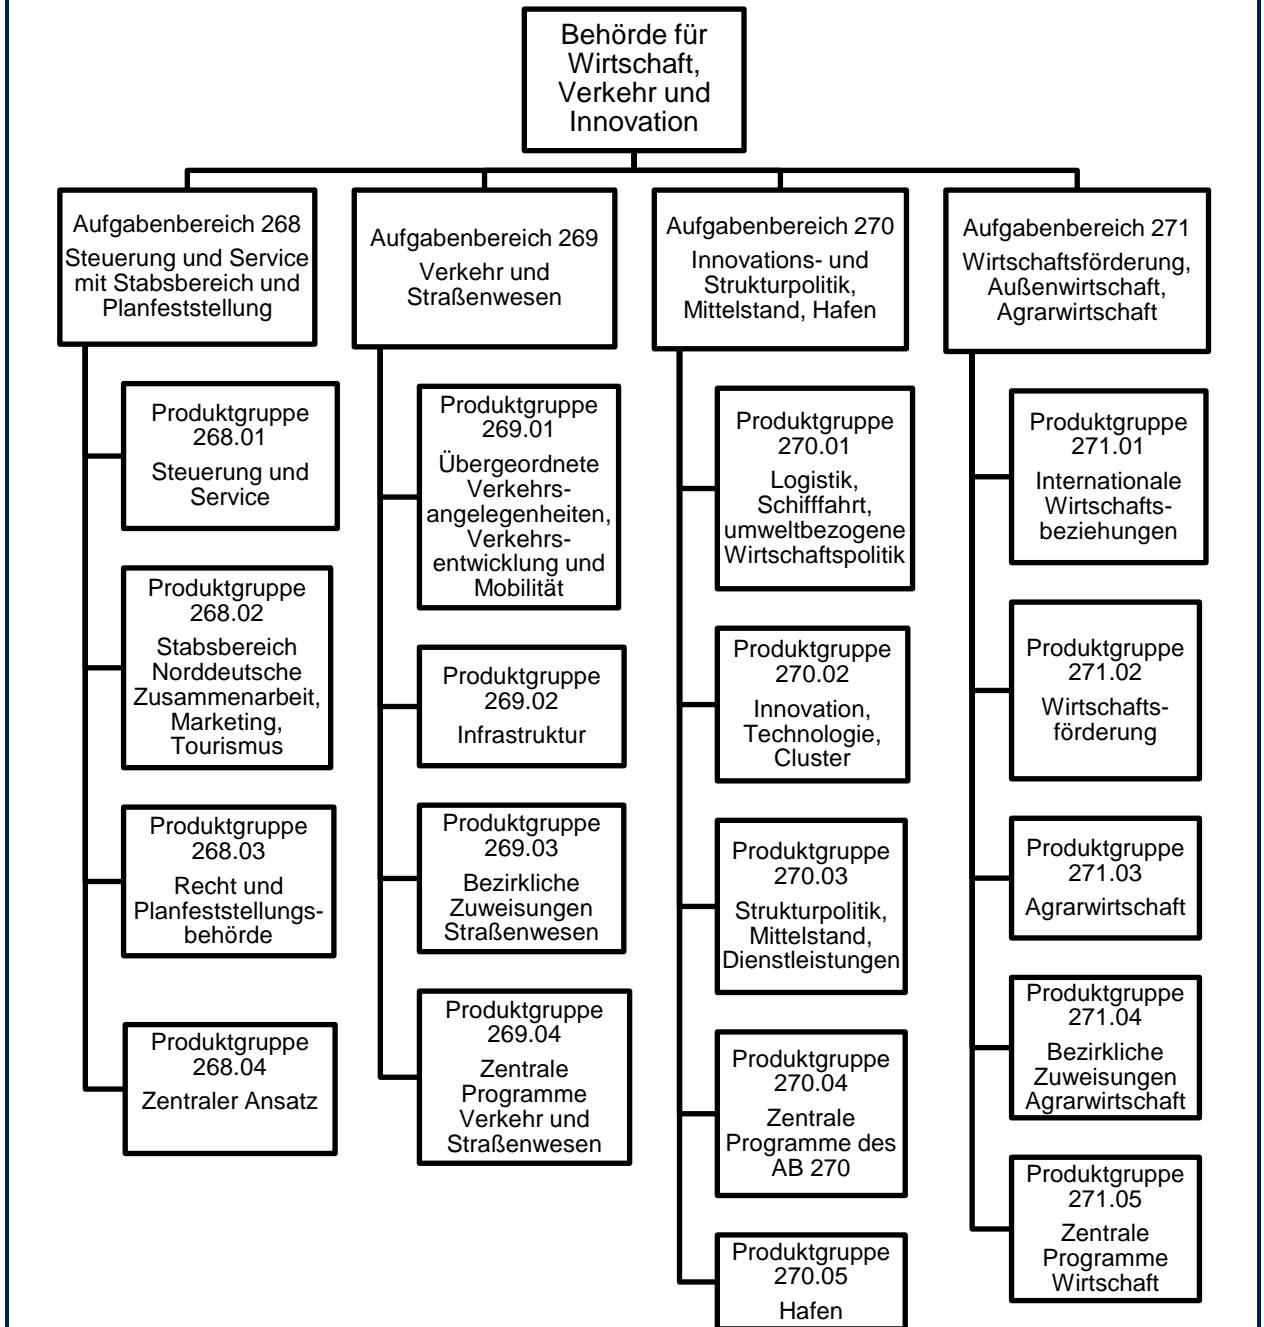 Behörde für
Wirtschaft,
Verkehr und
Innovation
Aufgabenbereich 268
Steuerung und Service
mit Stabsbereich und
Planfeststellung
Produktgruppe
268.01
Steuerung und
Service
Produktgruppe
268.02
Stabsbereich
Norddeutsche
Zusammenarbeit,
Marketing,
Tourismus
Produktgruppe
268.03
Recht und
Planfeststellungs-
behörde
Produktgruppe
268.04
Zentraler Ansatz
Aufgabenbereich 269
Verkehr und
Straßenwesen
Produktgruppe
269.01
Übergeordnete
Verkehrs-
angelegenheiten,
Verkehrs-
entwicklung und
Mobilität
Produktgruppe
269.02
Infrastruktur
Produktgruppe
269.03
Bezirkliche
Zuweisungen
Straßenwesen
Produktgruppe
269.04
Zentrale
Programme
Verkehr und
Straßenwesen
Aufgabenbereich 270
Innovations- und
Strukturpolitik,
Mittelstand, Hafen
Produktgruppe
270.01
Logistik,
Schifffahrt,
umweltbezogene
Wirtschaftspolitik
Produktgruppe
270.02
Innovation,
Technologie,
Cluster
Produktgruppe
270.03
Strukturpolitik,
Mittelstand,
Dienstleistungen
Produktgruppe
270.04
Zentrale
Programme des
AB 270
Produktgruppe
270.05
Hafen
Aufgabenbereich 271
Wirtschaftsförderung,
Außenwirtschaft,
Agrarwirtschaft
Produktgruppe
271.01
Internationale
Wirtschafts-
beziehungen
Produktgruppe
271.02
Wirtschafts-
förderung
Produktgruppe
271.03
Agrarwirtschaft
Produktgruppe
271.04
Bezirkliche
Zuweisungen
Agrarwirtschaft
Produktgruppe
271.05
Zentrale
Programme
Wirtschaft